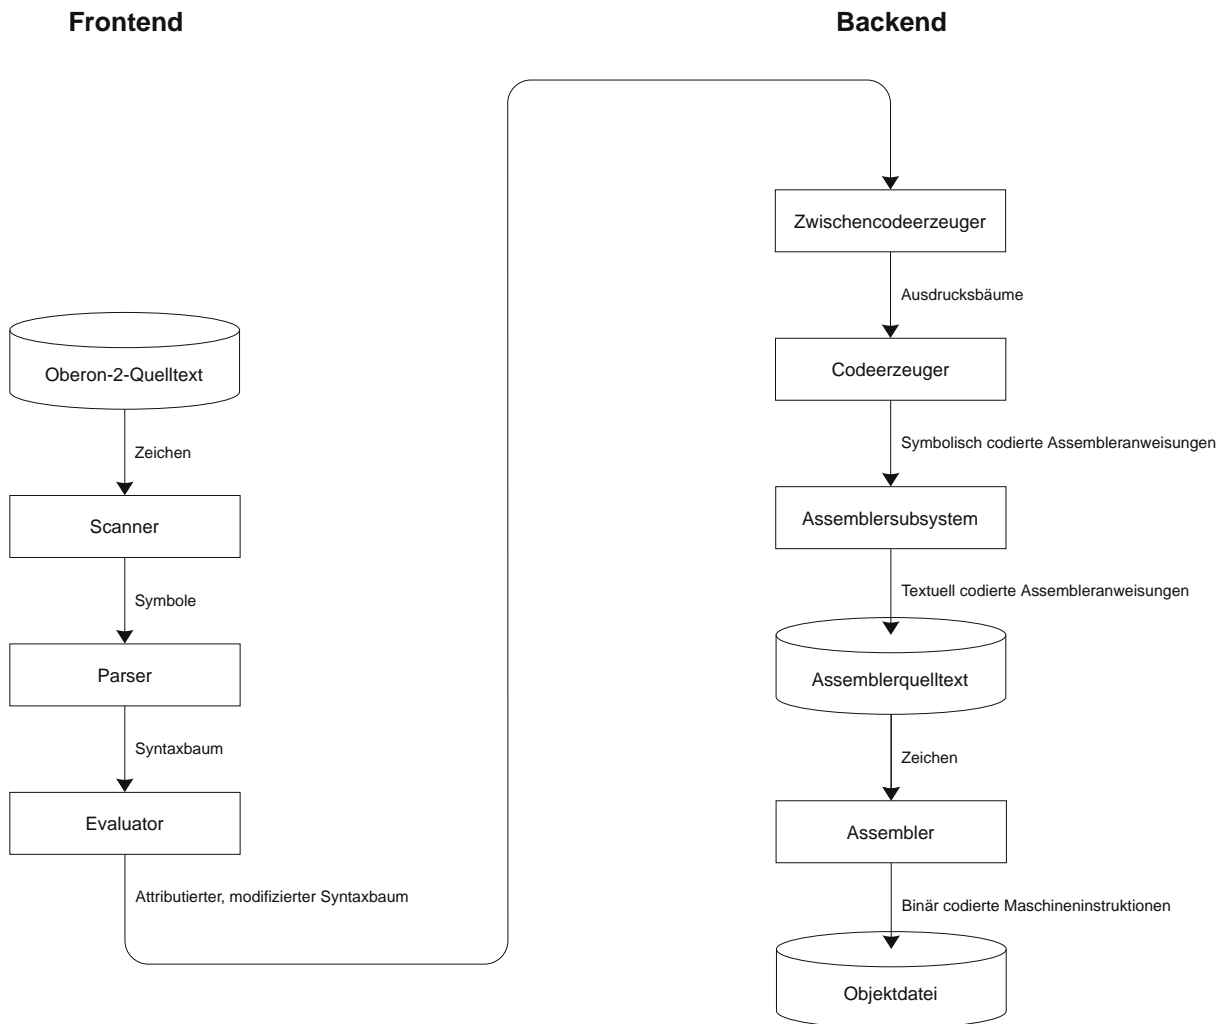 Frontend
Backend
Oberon-2-Quelltext
Zeichen
Scanner
Symbole
Parser
Syntaxbaum
Evaluator
Attributierter, modifizierter Syntaxbaum
Zwischencodeerzeuger
Ausdrucksbäume
Codeerzeuger
Symbolisch codierte Assembleranweisungen
Assemblersubsystem
Textuell codierte Assembleranweisungen
Assemblerquelltext
Zeichen
Assembler
Binär codierte Maschineninstruktionen
Objektdatei